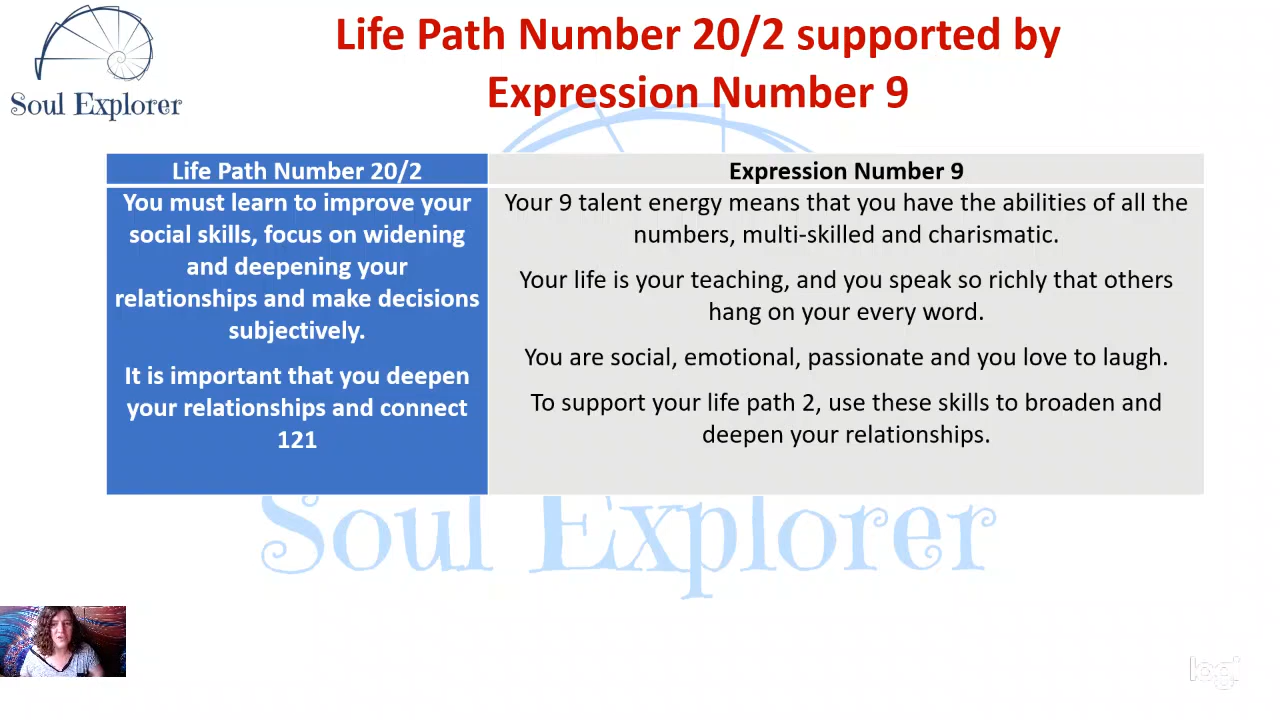 Soul Explorer
Life Path Number 20/2 supported by
Expression Number 9
Life Path Number 20/2
You must learn to improve your
social skills, focus on widening
and deepening your
relationships and make decisions
subjectively.
It is important that you deepen
your relationships and connect
121
Expression Number 9
Your 9 talent energy means that you have the abilities of all the
numbers, multi-skilled and charismatic.
Your life is your teaching, and you speak so richly that others
hang on your every word.
You are social, emotional, passionate and you love to laugh.
To support your life path 2, use these skills to broaden and
deepen your relationships.
Soul Explorer